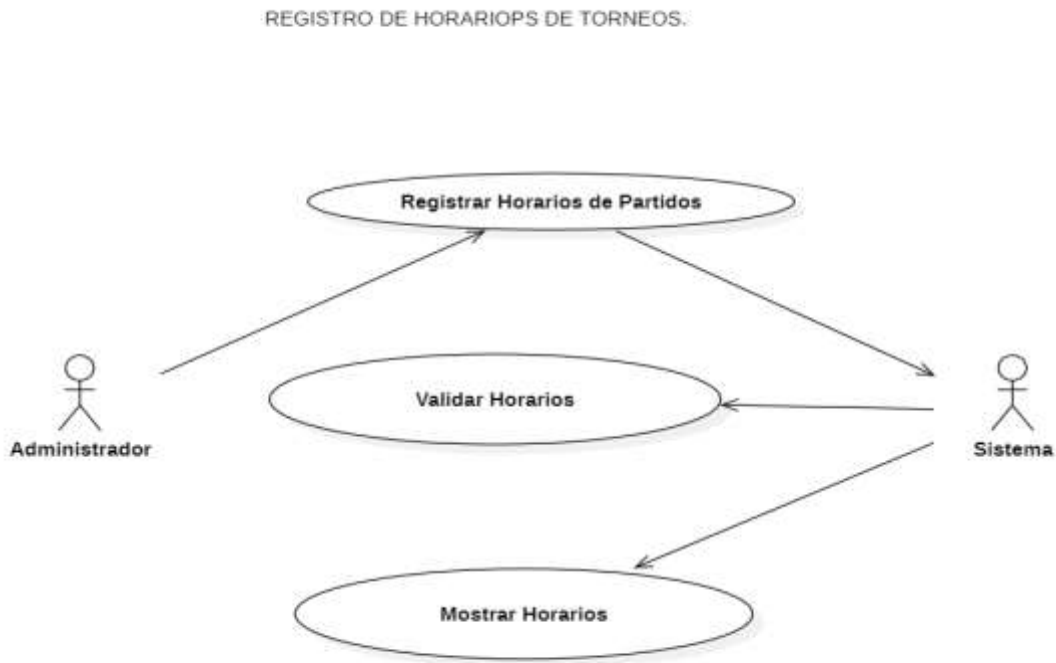 REGISTRO DE HORARIOPS DE TORNEOS.
Registrar Horarios de Partidos
Validar Horarios
Administrador
Sistema
Mostrar Horarios